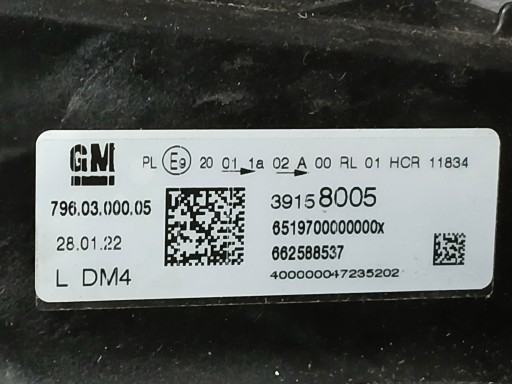 GM PL E9 20 01 1a 02 A 00 RL 01 HCR 11834
796.03.000.05
39158005
6519700000000X
28.01.22
662588537
L DM4
400000047235202